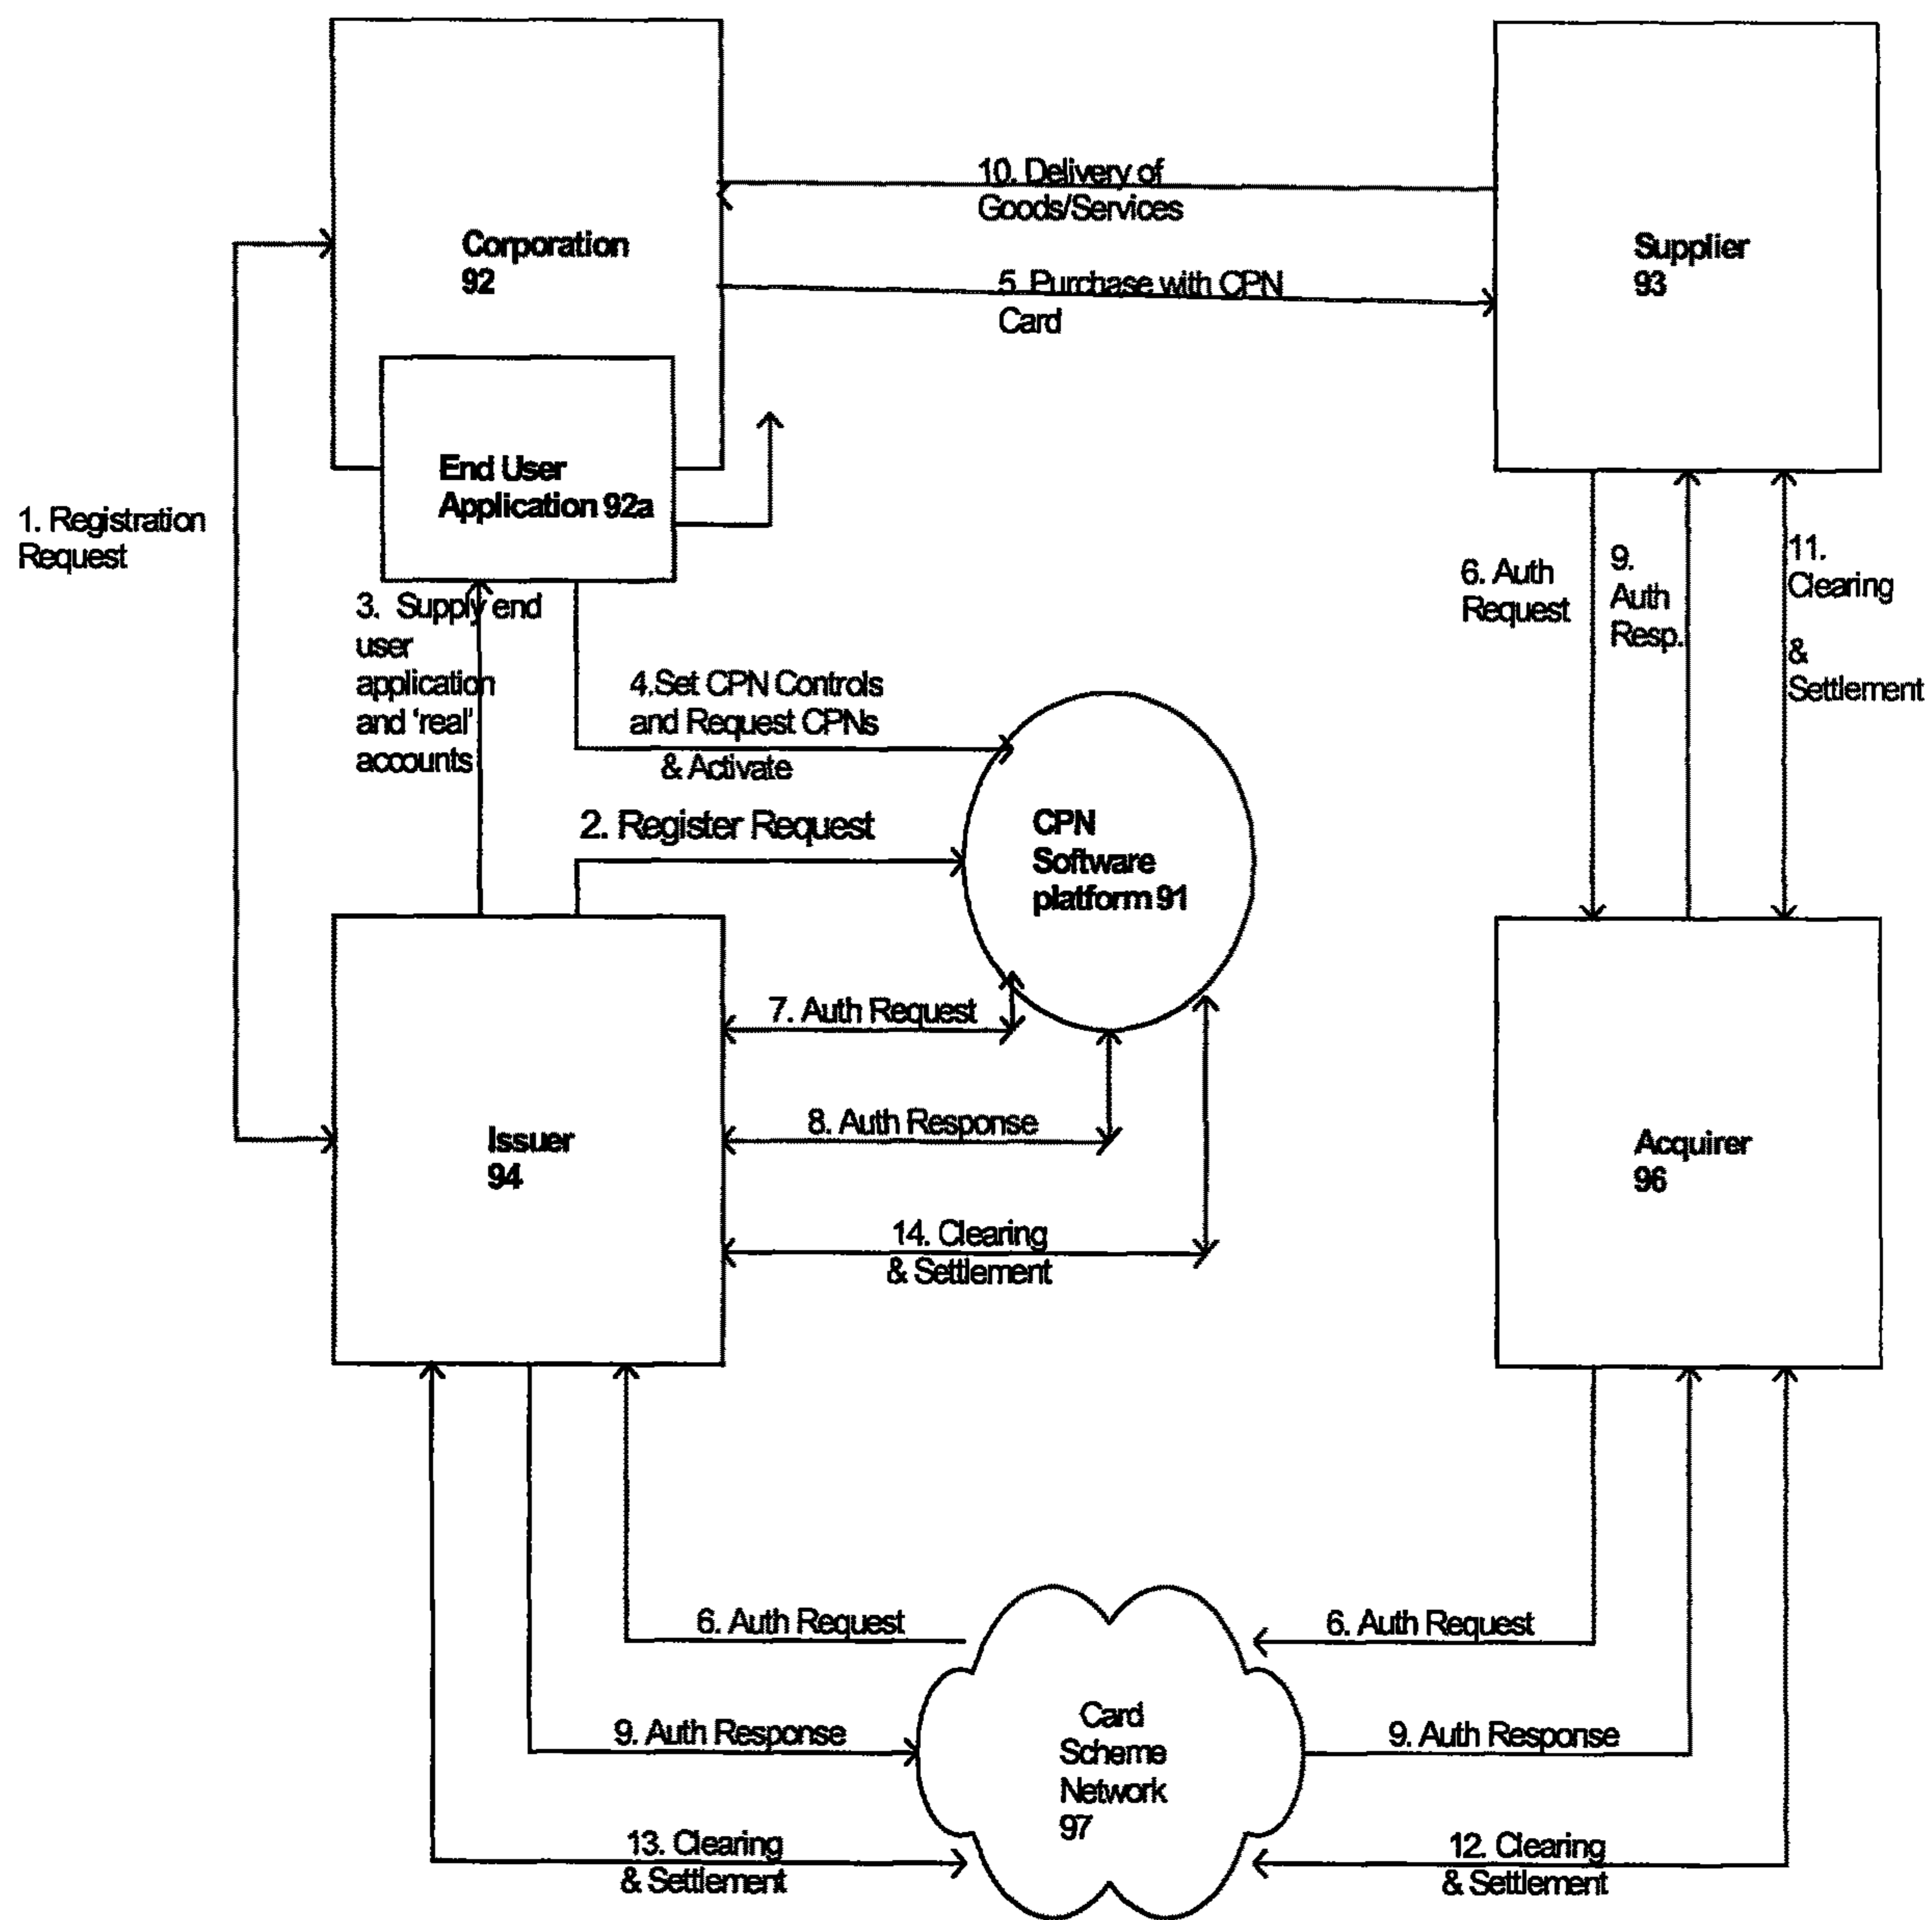 10. Delivery of
Goods/Services
Corporation
92
Supplier
93
5. Purchase with CPN
Card
End User
Application 92a
1. Registration
Request
6. Auth
Request
9.
Auth
Resp.
11.
Clearing
&
Settlement
3. Supply end
user
application
and 'real'
accounts
4.Set CPN Controls
and Request CPNs
& Activate
2. Register Request
CPN
Software
platform 91
7. Auth Request
8. Auth Response
Issuer
94
Acquirer
96
14. Clearing
& Settlement
6. Auth Request
6. Auth Request
9. Auth Response
Card
Scheme
Network
97
9. Auth Response
13. Clearing
& Settlement
12. Clearing
& Settlement